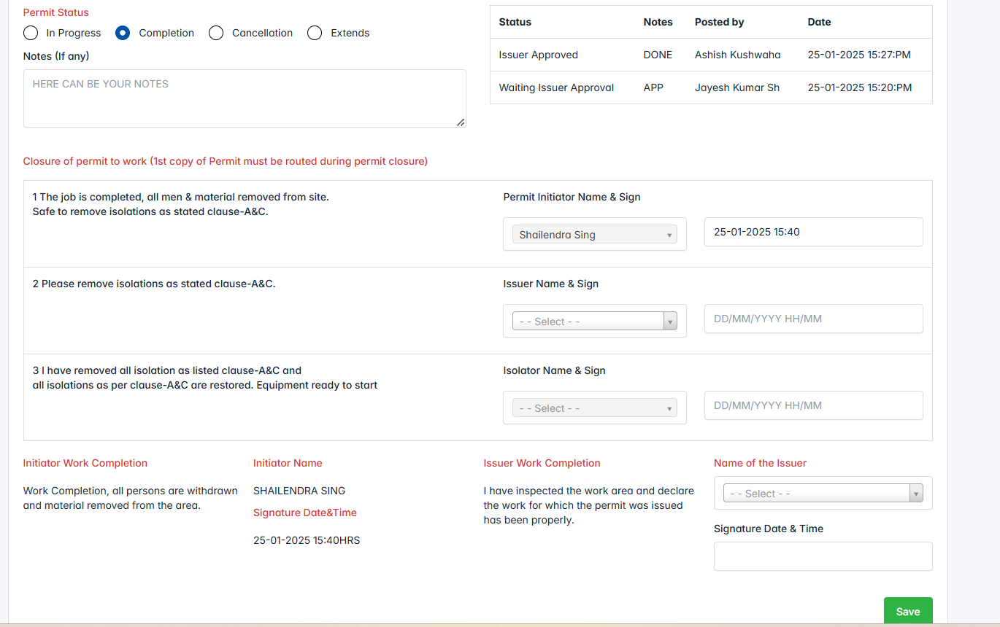 Permit Status
In Progress Completion Cancellation Extends
Notes (If any)
HERE CAN BE YOUR NOTES
Status Notes Posted by Date
Issuer Approved DONE Ashish Kushwaha 25-01-2025 15:27:PM
Waiting Issuer Approval APP Jayesh Kumar Sh 25-01-2025 15:20:PM
Closure of permit to work (1st copy of Permit must be routed during permit closure)
1 The job is completed, all men & material removed from site.
Safe to remove isolations as stated clause-A&C.
Permit Initiator Name & Sign
Shailendra Sing 25-01-2025 15:40
2 Please remove isolations as stated clause-A&C.
Issuer Name & Sign
- - Select - - DD/MM/YYYY HH/MM
3 I have removed all isolation as listed clause-A&C and
all isolations as per clause-A&C are restored. Equipment ready to start
Isolator Name & Sign
- - Select - - DD/MM/YYYY HH/MM
Initiator Work Completion
Work Completion, all persons are withdrawn
and material removed from the area.
Initiator Name
SHAILENDRA SING
Signature Date&Time
25-01-2025 15:40HRS
Issuer Work Completion
I have inspected the work area and declare
the work for which the permit was issued
has been properly.
Name of the Issuer
- - Select - -
Signature Date & Time
Save